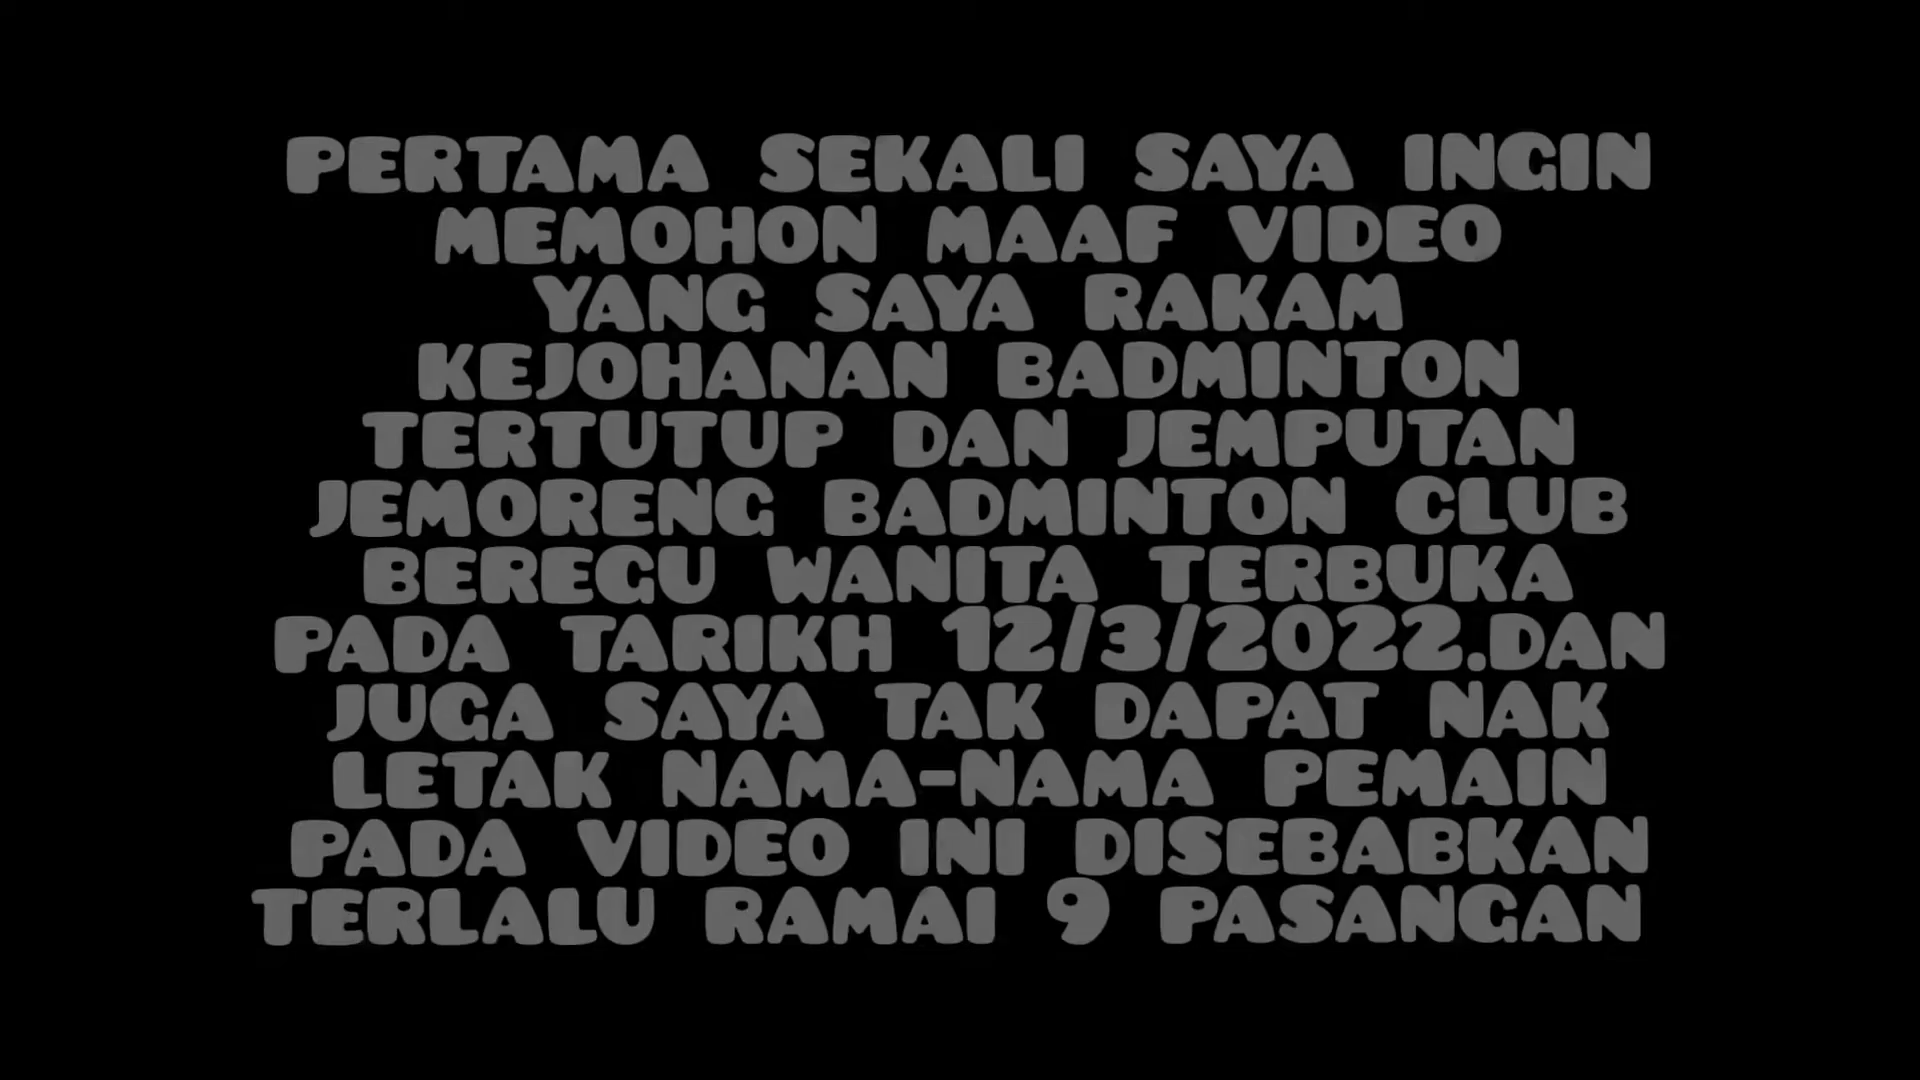 PERTAMA SEKALI SAYA INGIN
MEMOHON MAAF VIDEO
YANG SAYA RAKAM
KEJOHANAN BADMINTON
TERTUTUP DAN JEMPUTAN
JEMORENG BADMINTON CLUB
BEREGU WANITA TERBUKA
PADA TARIKH 12/3/2022.DAN
JUGA SAYA TAK DAPAT NAK
LETAK NAMA-NAMA PEMAIN
PADA VIDEO INI DISEBABKAN
TERLALU RAMAI 9 PASANGAN